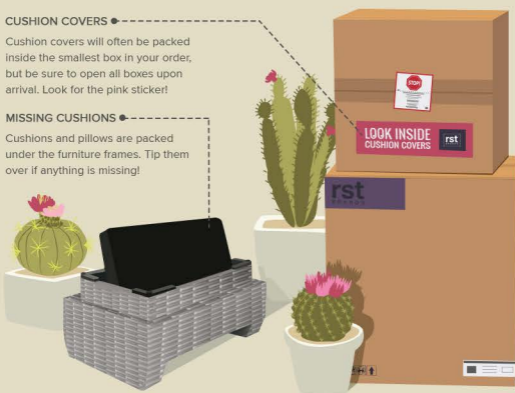 CUSHION COVERS
Cushion covers will often be packed
inside the smallest box in your order,
but be sure to open all boxes upon
arrival. Look for the pink sticker!
MISSING CUSHIONS
Cushions and pillows are packed
under the furniture frames. Tip them
over if anything is missing!
STOP!
LOOK INSIDE
CUSHION COVERS
rst
rst